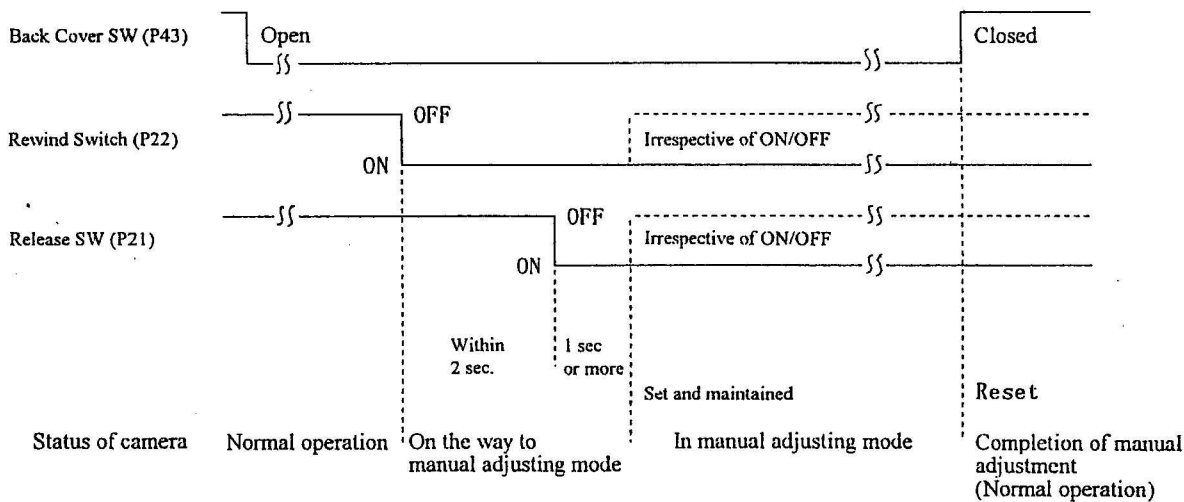 Back Cover SW (P43)
Open
Closed
Rewind Switch (P22)
OFF
ON
Irrespective of ON/OFF
Release SW (P21)
OFF
ON
Irrespective of ON/OFF
Within
2 sec.
1 sec
or more
Set and maintained
Reset
Status of camera
Normal operation
On the way to
manual adjusting mode
In manual adjusting mode
Completion of manual
adjustment
(Normal operation)